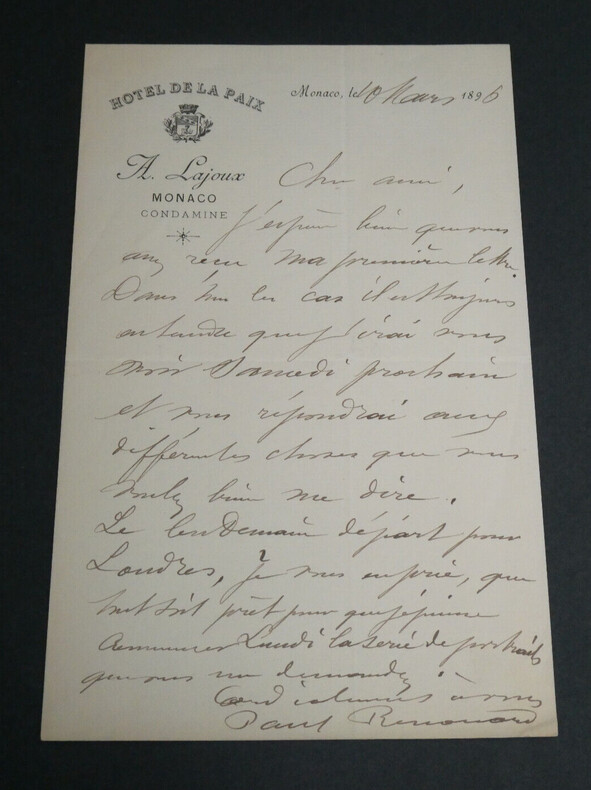 HOTEL DE LA PAIX
Monaco, le 10 Mars 1896
A. Lajoux
MONACO
CONDAMINE
Cher ami,
J'espère bien que vous
avez reçu ma première lettre.
Dans tous les cas il est toujours
entendu que j'irai vous
voir Samedi prochain
et vous répondrai aux
différentes choses que vous
voulez bien me dire.
Le lendemain départ pour
Londres, je vous en prie, que
tout soit prêt pour que je puisse
commencer Lundi la série de portraits
que vous me demandez.
Cordialement à vous
Paul Renouard